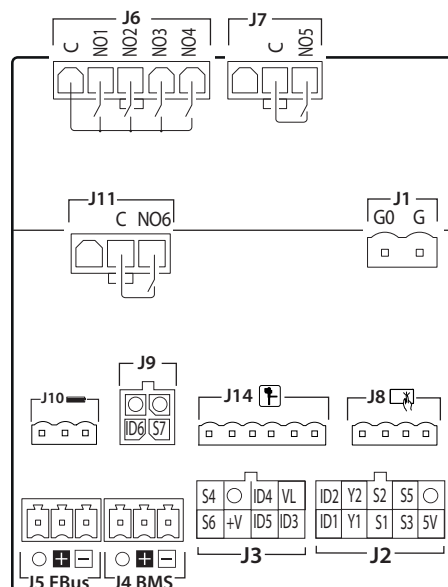 J6
J7
C NO1 NO2 NO3 NO4
C NO5
J11
J1
C NO6
G0 G
J9
J10
J14
J8
ID6 S7
S4 ID4 VL
ID2 Y2 S2 S5
S6 +V ID5 ID3
ID1 Y1 S1 S3 5V
+ −
+ −
J3
J2
J5 FBus
J4 BMS